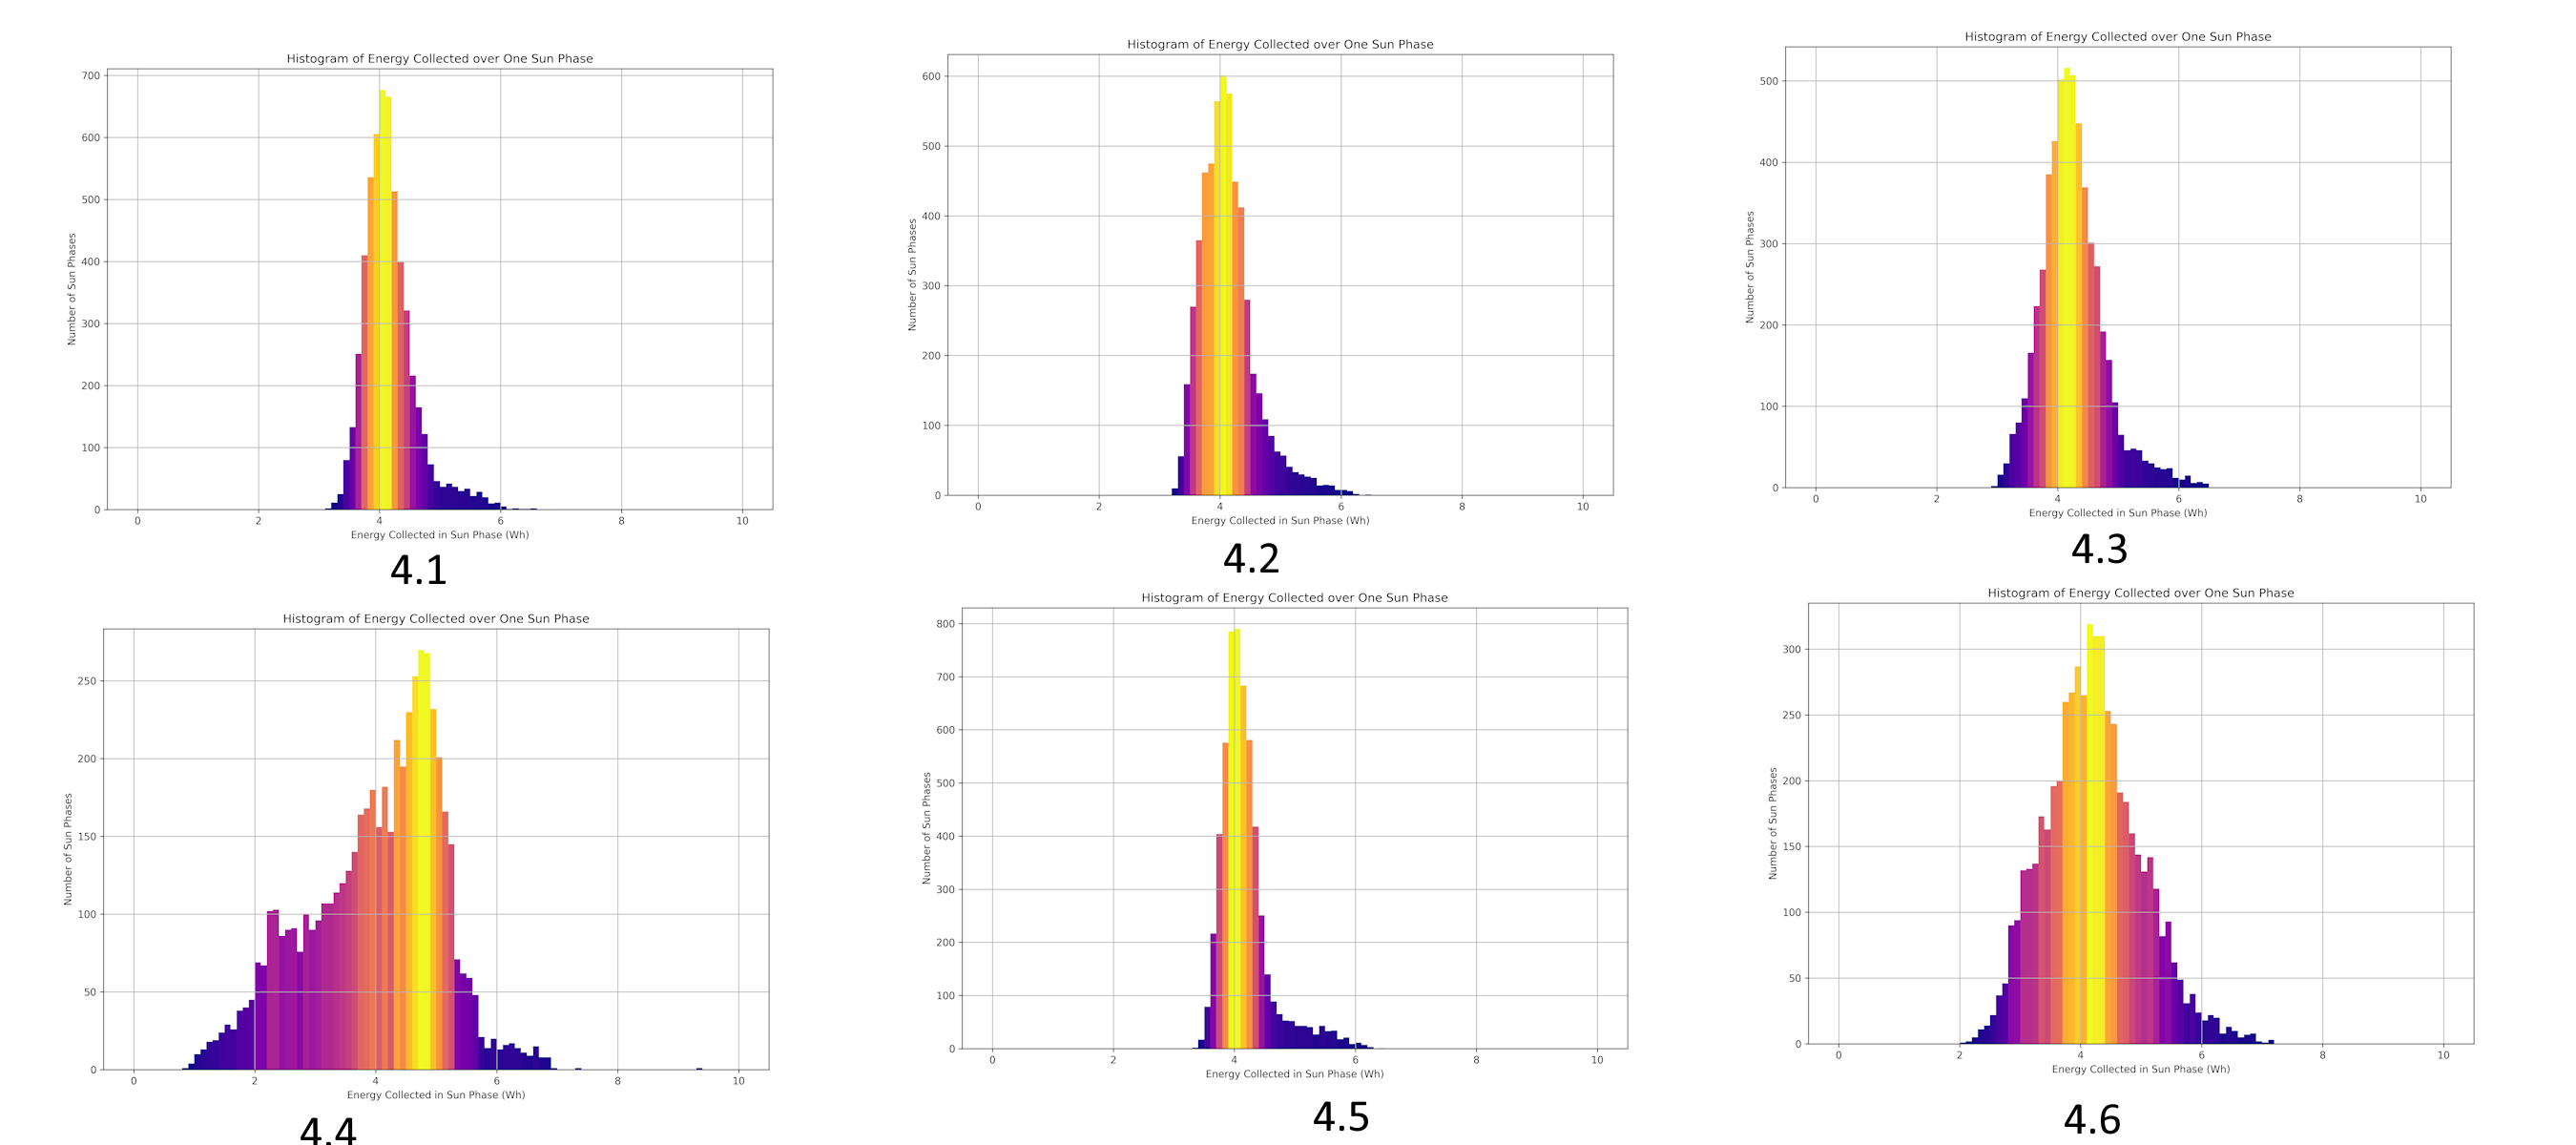 Histogram of Energy Collected over One Sun Phase
Number of Sun Phases
700
600
500
400
300
200
100
0
0 2 4 6 8 10
Energy Collected in Sun Phase (Wh)
4.1
Histogram of Energy Collected over One Sun Phase
Number of Sun Phases
600
500
400
300
200
100
0
0 2 4 6 8 10
Energy Collected in Sun Phase (Wh)
4.2
Histogram of Energy Collected over One Sun Phase
Number of Sun Phases
500
400
300
200
100
0
0 2 4 6 8 10
Energy Collected in Sun Phase (Wh)
4.3
Histogram of Energy Collected over One Sun Phase
Number of Sun Phases
250
200
150
100
50
0
0 2 4 6 8 10
Energy Collected in Sun Phase (Wh)
4.4
Histogram of Energy Collected over One Sun Phase
Number of Sun Phases
800
700
600
500
400
300
200
100
0
0 2 4 6 8 10
Energy Collected in Sun Phase (Wh)
4.5
Histogram of Energy Collected over One Sun Phase
Number of Sun Phases
300
250
200
150
100
50
0
0 2 4 6 8 10
Energy Collected in Sun Phase (Wh)
4.6